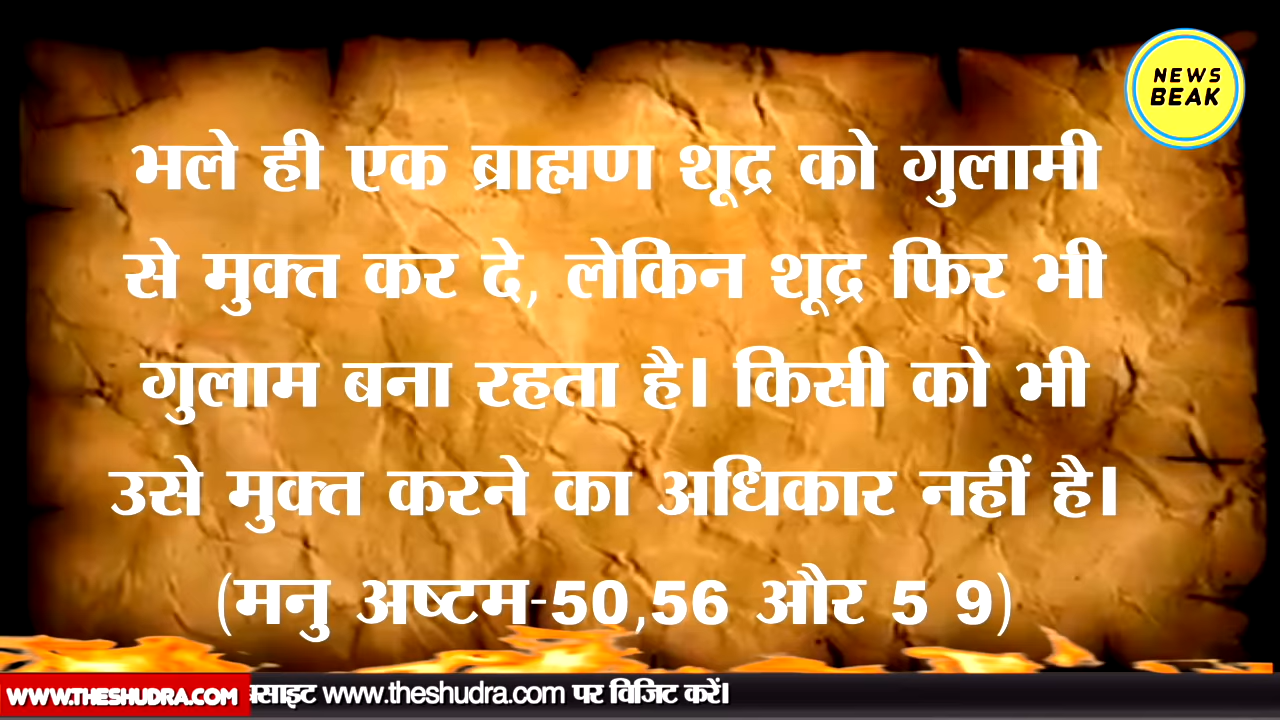 NEWS
BEAK
भले ही एक ब्राह्मण शूद्र को गुलामी
से मुक्त कर दे, लेकिन शूद्र फिर भी
गुलाम बना रहता है। किसी को भी
उसे मुक्त करने का अधिकार नहीं है।
(मनु अष्टम-50,56 और 5 9)
WWW.THESHUDRA.COM www.theshudra.com पर विजिट करें।